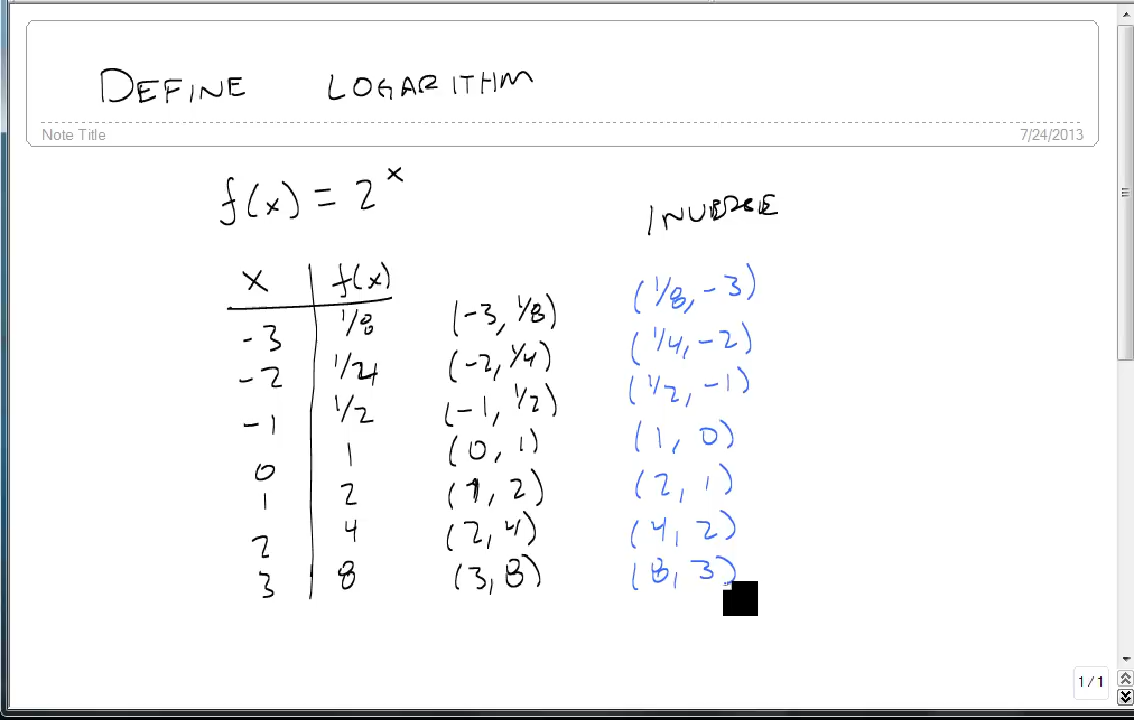 DEFINE LOGARITHM
Note Title 7/24/2013
f(x) = 2^x
INVERSE
x f(x)
-3 1/8 (-3, 1/8) (1/8, -3)
-2 1/4 (-2, 1/4) (1/4, -2)
-1 1/2 (-1, 1/2) (1/2, -1)
0 1 (0, 1) (1, 0)
1 2 (1, 2) (2, 1)
2 4 (2, 4) (4, 2)
3 8 (3, 8) (8, 3)
1/1